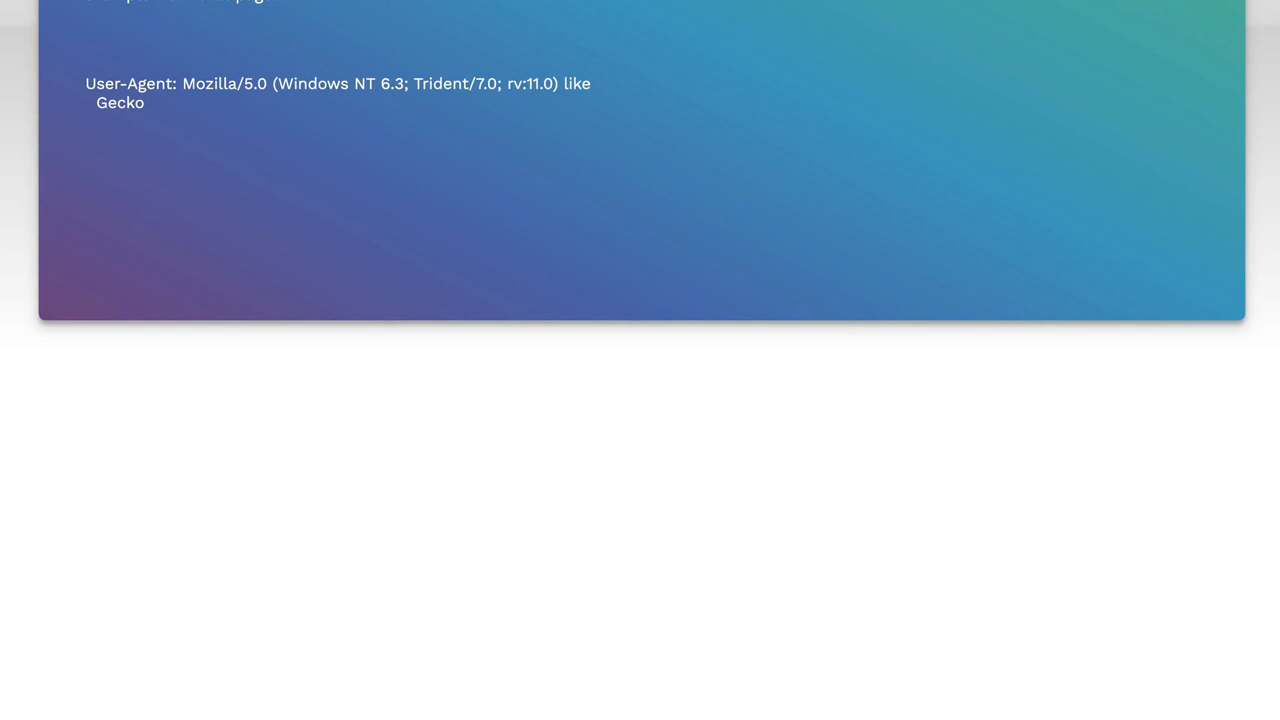 User-Agent: Mozilla/5.0 (Windows NT 6.3; Trident/7.0; rv:11.0) like
Gecko